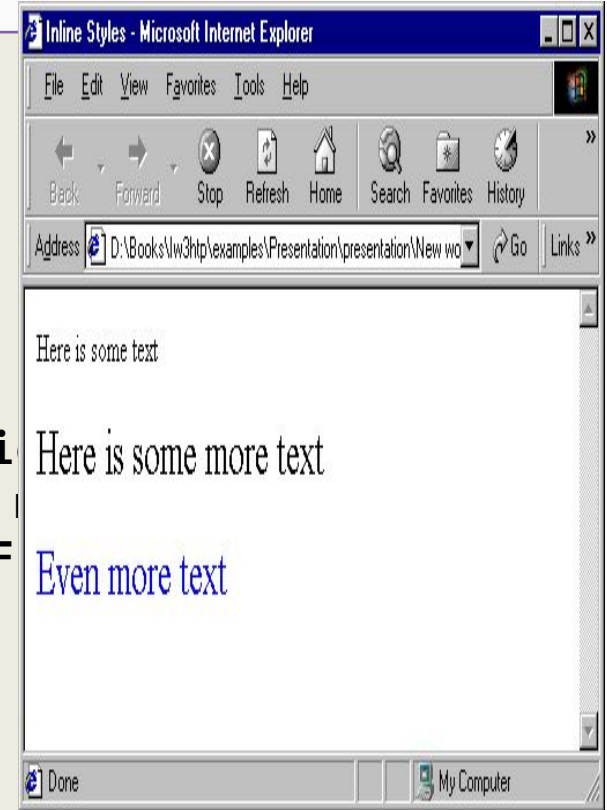 Inline Styles - Microsoft Internet Explorer
File Edit View Favorites Tools Help
»
Back Forward Stop Refresh Home Search Favorites History
Address D:\Books\Iw3htp\examples\Presentation\presentation\New wo Go Links »
Here is some text
Here is some more text
Even more text
=
Done My Computer